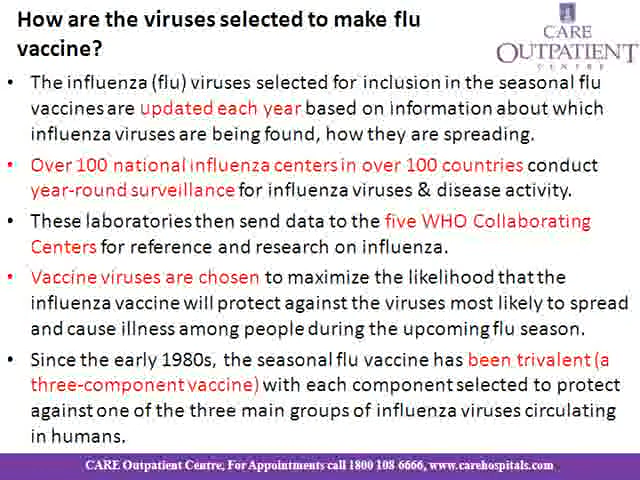 How are the viruses selected to make flu
vaccine?
CARE
OUTPATIENT
CENTRE
• The influenza (flu) viruses selected for inclusion in the seasonal flu
vaccines are updated each year based on information about which
influenza viruses are being found, how they are spreading.
• Over 100 national influenza centers in over 100 countries conduct
year-round surveillance for influenza viruses & disease activity.
• These laboratories then send data to the five WHO Collaborating
Centers for reference and research on influenza.
• Vaccine viruses are chosen to maximize the likelihood that the
influenza vaccine will protect against the viruses most likely to spread
and cause illness among people during the upcoming flu season.
• Since the early 1980s, the seasonal flu vaccine has been trivalent (a
three-component vaccine) with each component selected to protect
against one of the three main groups of influenza viruses circulating
in humans.
CARE Outpatient Centre, For Appointments call 1800 108 6666, www.carehospitals.com